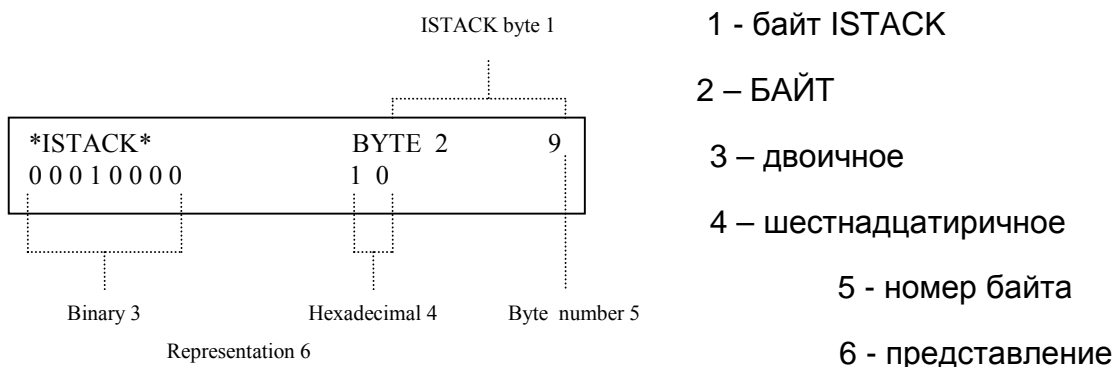 ISTACK byte 1
*ISTACK* BYTE 2 9
0 0 0 1 0 0 0 0 1 0
Binary 3 Hexadecimal 4 Byte number 5
Representation 6
1 - байт ISTACK
2 – БАЙТ
3 – двоичное
4 – шестнадцатиричное
5 - номер байта
6 - представление